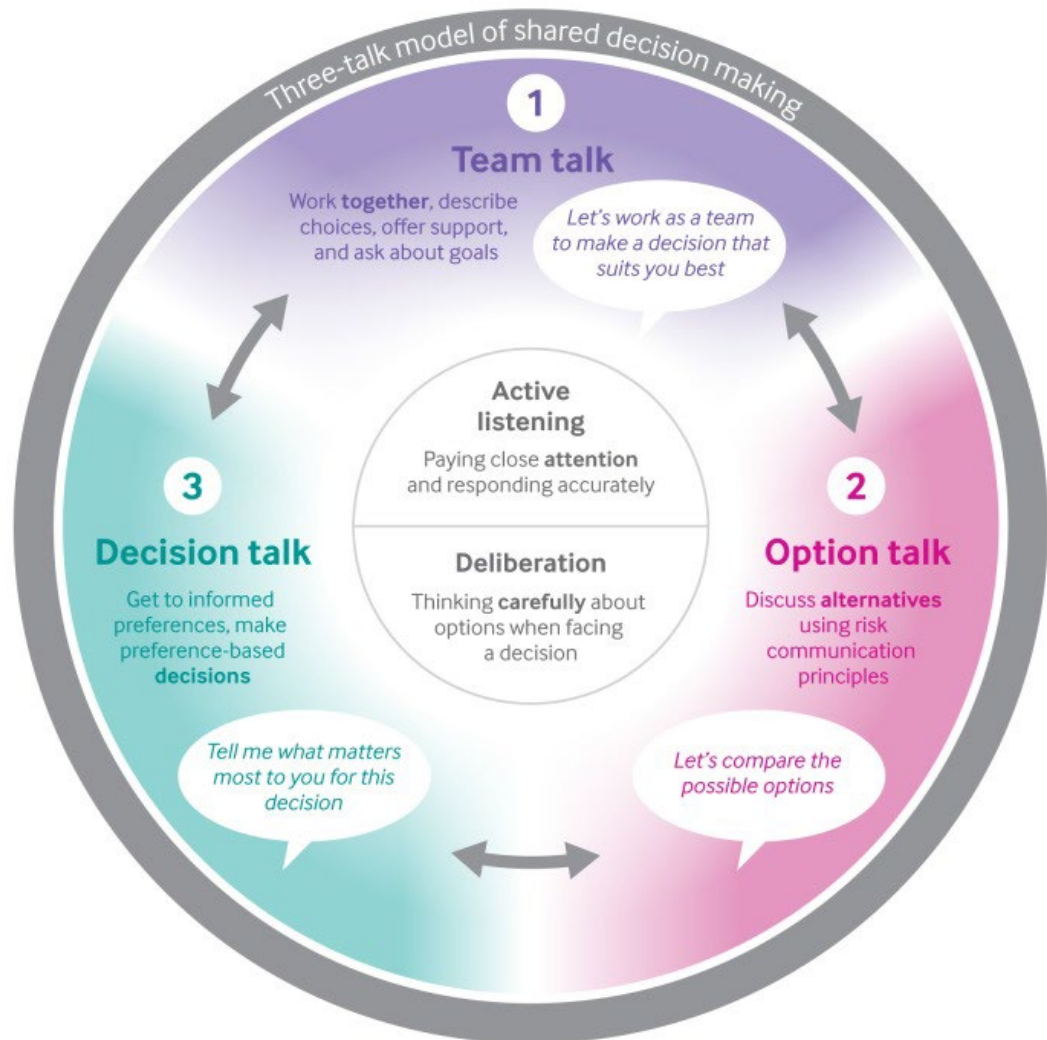 Three-talk model of shared decision making
1
Team talk
Work together, describe
choices, offer support,
and ask about goals
Let's work as a team
to make a decision that
suits you best
Active
listening
Paying close attention
and responding accurately
Deliberation
Thinking carefully about
options when facing
a decision
2
Option talk
Discuss alternatives
using risk
communication
principles
Let's compare the
possible options
3
Decision talk
Get to informed
preferences, make
preference-based
decisions
Tell me what matters
most to you for this
decision